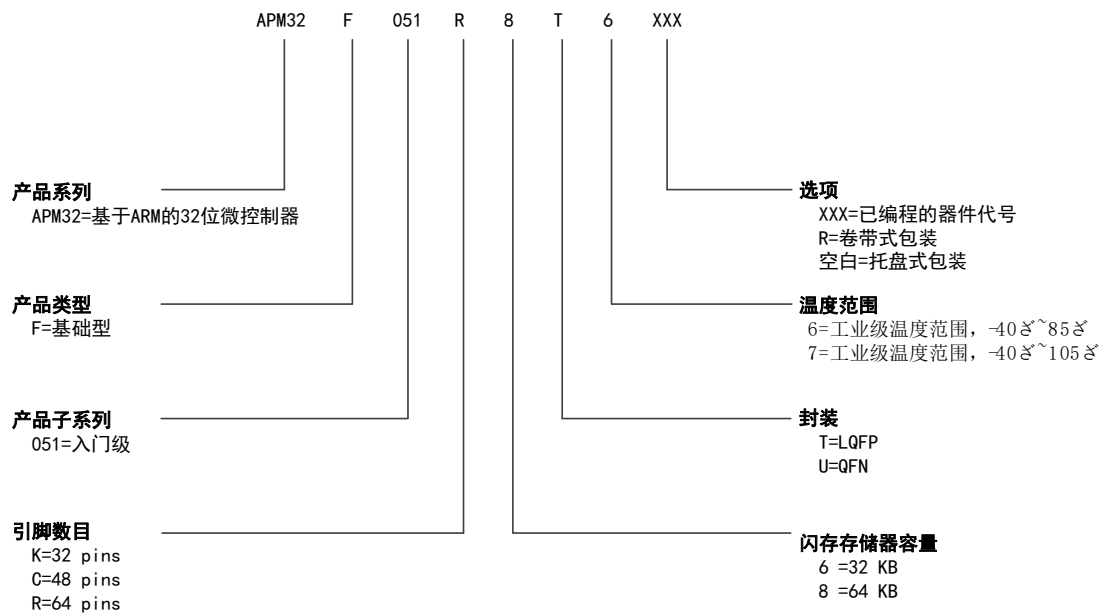 APM32 F 051 R 8 T 6 XXX
产品系列
APM32=基于ARM的32位微控制器
产品类型
F=基础型
产品子系列
051=入门级
引脚数目
K=32 pins
C=48 pins
R=64 pins
选项
XXX=已编程的器件代号
R=卷带式包装
空白=托盘式包装
温度范围
6=工业级温度范围，-40ざ~85ざ
7=工业级温度范围，-40ざ~105ざ
封装
T=LQFP
U=QFN
闪存存储器容量
6 =32 KB
8 =64 KB